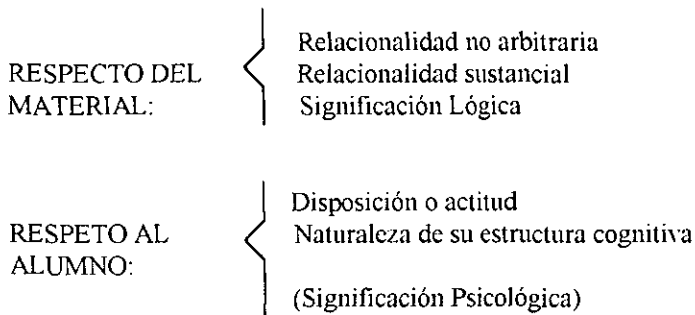 Relacionalidad no arbitraria
RESPECTO DEL Relacionalidad sustancial
MATERIAL: Significación Lógica
Disposición o actitud
RESPETO AL Naturaleza de su estructura cognitiva
ALUMNO:
(Significación Psicológica)